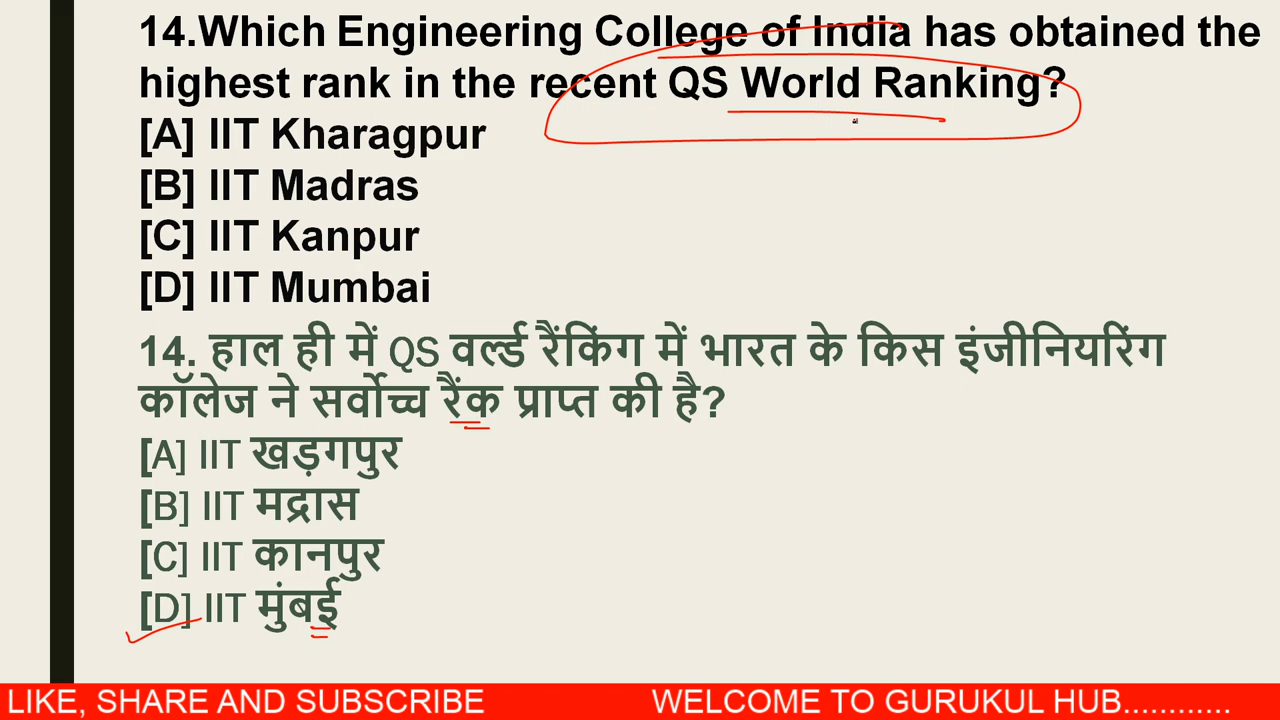 14.Which Engineering College of India has obtained the
highest rank in the recent QS World Ranking?
[A] IIT Kharagpur
[B] IIT Madras
[C] IIT Kanpur
[D] IIT Mumbai
14. हाल ही में QS वर्ल्ड रैंकिंग में भारत के किस इंजीनियरिंग
कॉलेज ने सर्वोच्च रैंक प्राप्त की है?
[A] IIT खड़गपुर
[B] IIT मद्रास
[C] IIT कानपुर
[D] IIT मुंबई
LIKE, SHARE AND SUBSCRIBE WELCOME TO GURUKUL HUB............